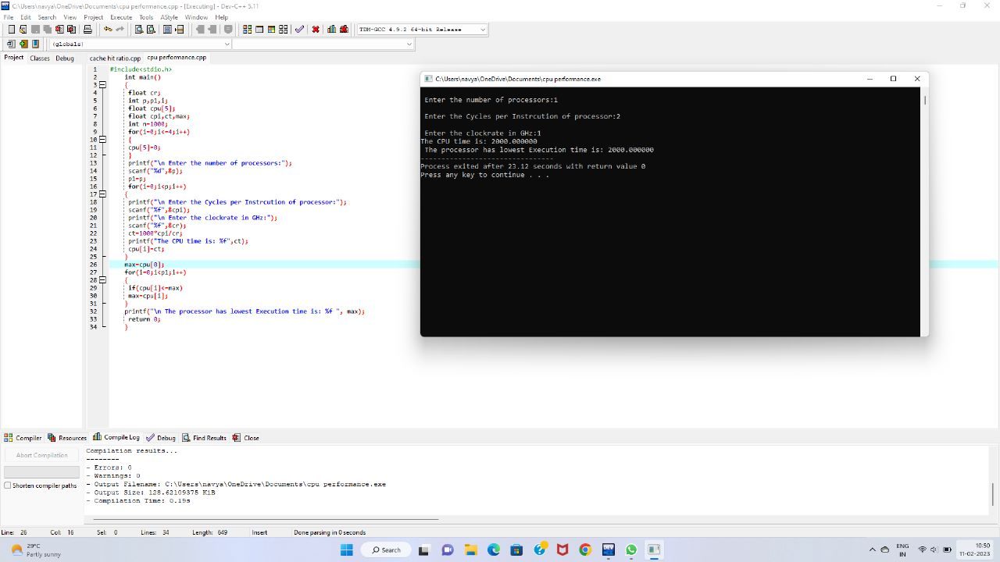 C:\Users\navya\OneDrive\Documents\cpu performance.cpp - [Executing] - Dev-C++ 5.11
File Edit Search View Project Execute Tools AStyle Window Help
TDM-GCC 4.9.2 64-bit Release
(globals)
Project Classes Debug
cache hit ratio.cpp cpu performance.cpp
1 #include<stdio.h>
2 int main()
3 {
4 float cr;
5 int p,p1,i;
6 float cpu[5];
7 float cpi,ct,max;
8 int n=1000;
9 for(i=0;i<=4;i++)
10 {
11 cpu[5]=0;
12 }
13 printf("\n Enter the number of processors:");
14 scanf("%d",&p);
15 p1=p;
16 for(i=0;i<p;i++)
17 {
18 printf("\n Enter the Cycles per Instrcution of processor:");
19 scanf("%f",&cpi);
20 printf("\n Enter the clockrate in GHz:");
21 scanf("%f",&cr);
22 ct=1000*cpi/cr;
23 printf("The CPU time is: %f",ct);
24 cpu[i]=ct;
25 }
26 max=cpu[0];
27 for(i=0;i<p1;i++)
28 {
29 if(cpu[i]<=max)
30 max=cpu[i];
31 }
32 printf("\n The processor has lowest Execution time is: %f ", max);
33 return 0;
34 }
C:\Users\navya\OneDrive\Documents\cpu performance.exe
Enter the number of processors:1
Enter the Cycles per Instrcution of processor:2
Enter the clockrate in GHz:1
The CPU time is: 2000.000000
The processor has lowest Execution time is: 2000.000000
--------------------------------
Process exited after 23.12 seconds with return value 0
Press any key to continue . . .
Compiler Resources Compile Log Debug Find Results Close
Abort Compilation
Shorten compiler paths
Compilation results...
--------
- Errors: 0
- Warnings: 0
- Output Filename: C:\Users\navya\OneDrive\Documents\cpu performance.exe
- Output Size: 128.62109375 KiB
- Compilation Time: 0.19s
Line: 26 Col: 16 Sel: 0 Lines: 34 Length: 649 Insert Done parsing in 0 seconds
29°C
Partly sunny
Search
DEV
ENG
IN
10:50
11-02-2023